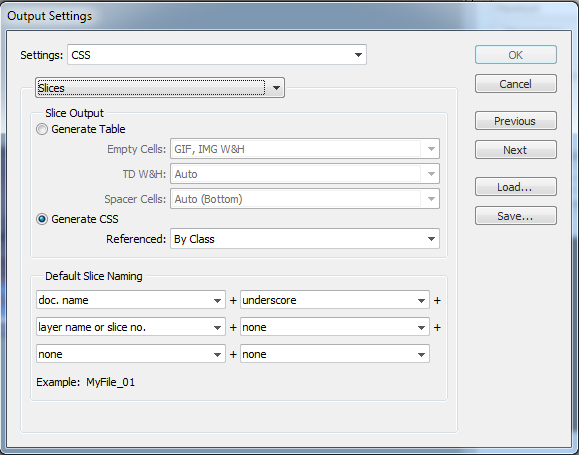 Output Settings
Settings: CSS
OK
Slices
Cancel
Slice Output
Generate Table
Previous
Empty Cells: GIF, IMG W&H
Next
TD W&H: Auto
Load...
Spacer Cells: Auto (Bottom)
Save...
Generate CSS
Referenced: By Class
Default Slice Naming
doc. name + underscore +
layer name or slice no. + none +
none + none
Example: MyFile_01